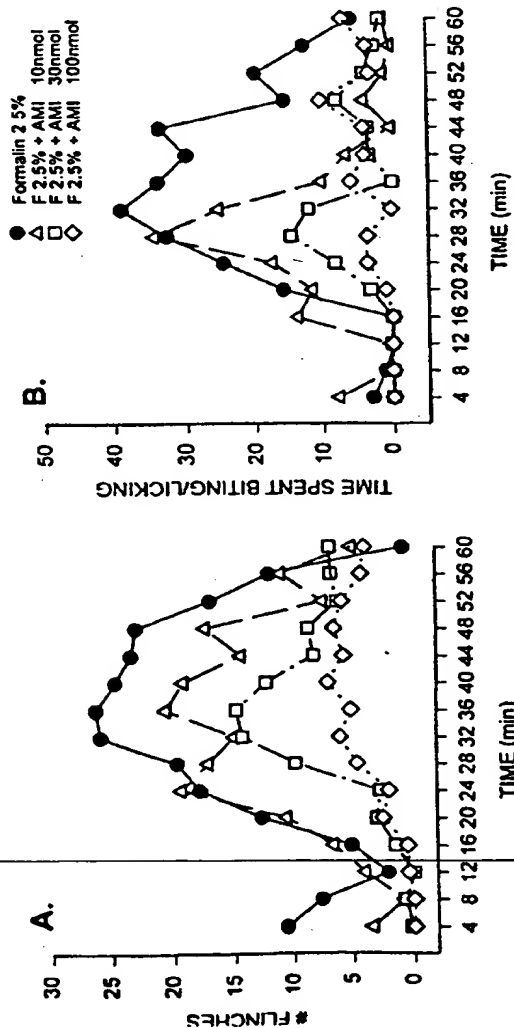 A.
30
25
20
15
10
5
0
# FLINCHES
4 8 12 16 20 24 28 32 36 40 44 48 52 56 60
TIME (min)
B.
50
40
30
20
10
0
TIME SPENT BITING/LICKING
4 8 12 16 20 24 28 32 36 40 44 48 52 56 60
TIME (min)
Formalin 2 5%
F 2.5% + AMI 10nmol
F 2.5% + AMI 30nmol
F 2.5% + AMI 100nmol